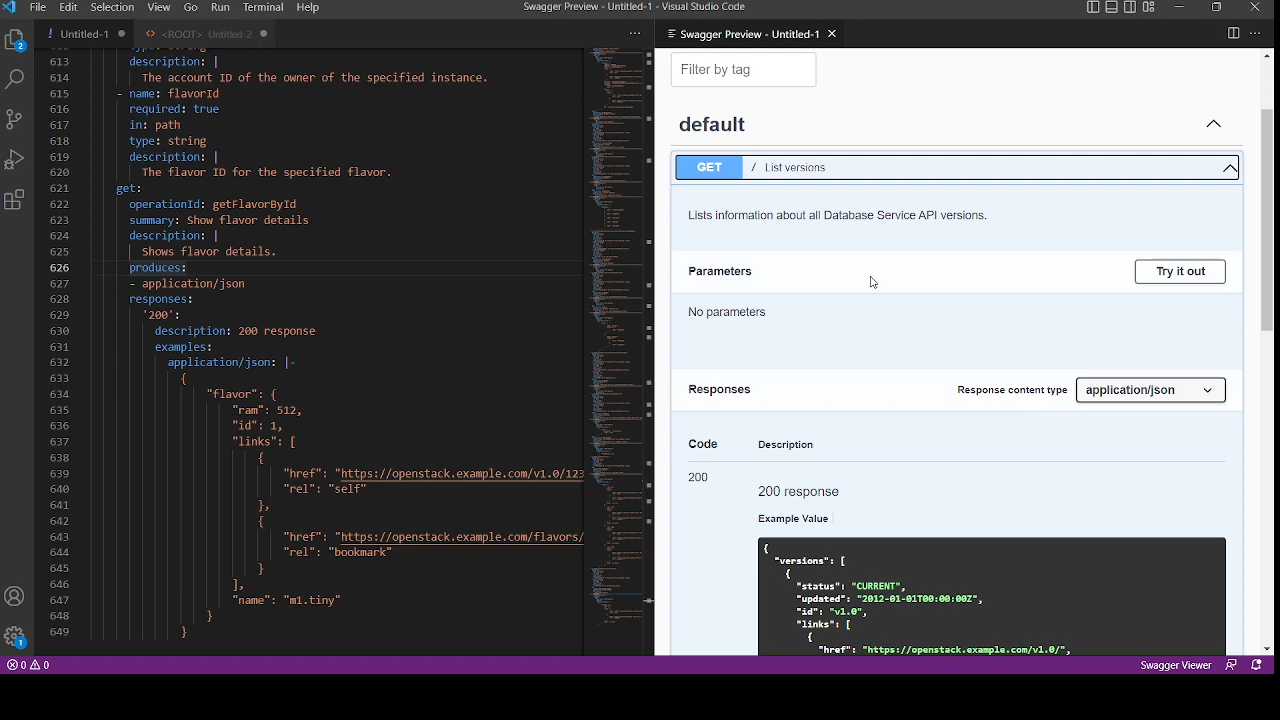 File Edit Selection View Go Run Terminal Help
Swagger Preview - Untitled-1 - Visual Studio Code
! Untitled-1
<> <ROOT> Untitled-2
Swagger Preview - Untitled-1
613 description: |
614 The account ID of the owner of the specified instance.
615 - name: flavorId
616 required: true
617 in: path
618 type: string
619 description: |
620 The flavor ID for the specified flavor.
621 get:
622 operationId: getFlavorById
623 summary: Show flavor details
624 description: |
625 Shows flavor details.
626 produces:
627 - application/json
628 responses:
629 '200':
630 description: 200 response
631 examples:
632 application/json: |-
633 {
634 "flavor": {
635 "ram": 512,
636 "id": 1,
637 "links": [
638 {
639 "href": "https://openstack.example.com/v1.0/123
640 "rel": "self"
641 },
642 {
643 "href": "https://openstack.example.com/flavors/
644 "rel": "bookmark"
645 }
646 ],
647 "name": "m1.tiny
648 }
649 }
Filter by tag
default
GET / List versions
Lists information about all Database Service API versions.
Parameters
Try it out
No parameters
Responses
Response content type
application/json
Code Description
200
200 response
Example Value
{
"versions": [
{
"status": "CURRENT",
"updated": "2012-01-01T00:00:00Z",
"id": "v1.0",
"links": [
{
"href": "https://openstack.example.com/v1.0/",
2
1
0 0
Swagger Viewer